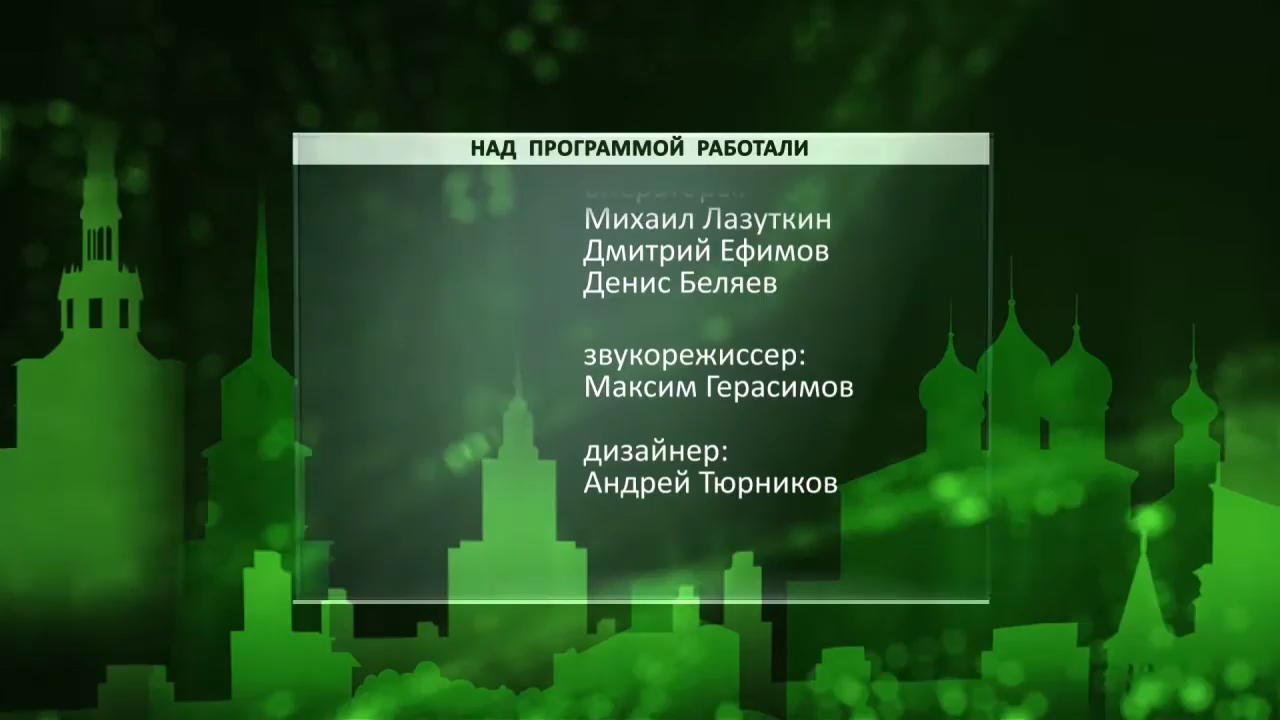 НАД ПРОГРАММОЙ РАБОТАЛИ
Михаил Лазуткин
Дмитрий Ефимов
Денис Беляев
звукорежиссер:
Максим Герасимов
дизайнер:
Андрей Тюрников